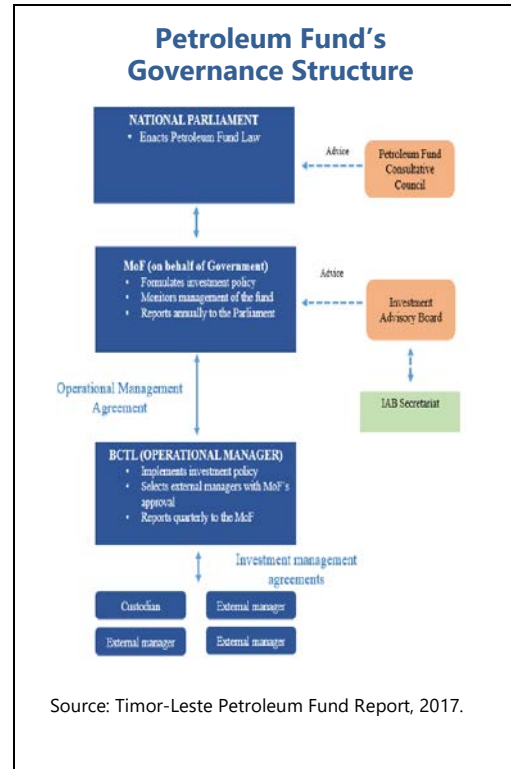 Petroleum Fund's
Governance Structure
NATIONAL PARLIAMENT
• Enacts Petroleum Fund Law
Advice
Petroleum Fund
Consultative
Council
MoF (on behalf of Government)
• Formulates investment policy
• Monitors management of the fund
• Reports annually to the Parliament
Advice
Investment
Advisory Board
Operational Management
Agreement
IAB Secretariat
BCTL (OPERATIONAL MANAGER)
• Implements investment policy
• Selects external managers with MoF's
approval
• Reports quarterly to the MoF
Investment management
agreements
Custodian
External manager
External manager
External manager
Source: Timor-Leste Petroleum Fund Report, 2017.